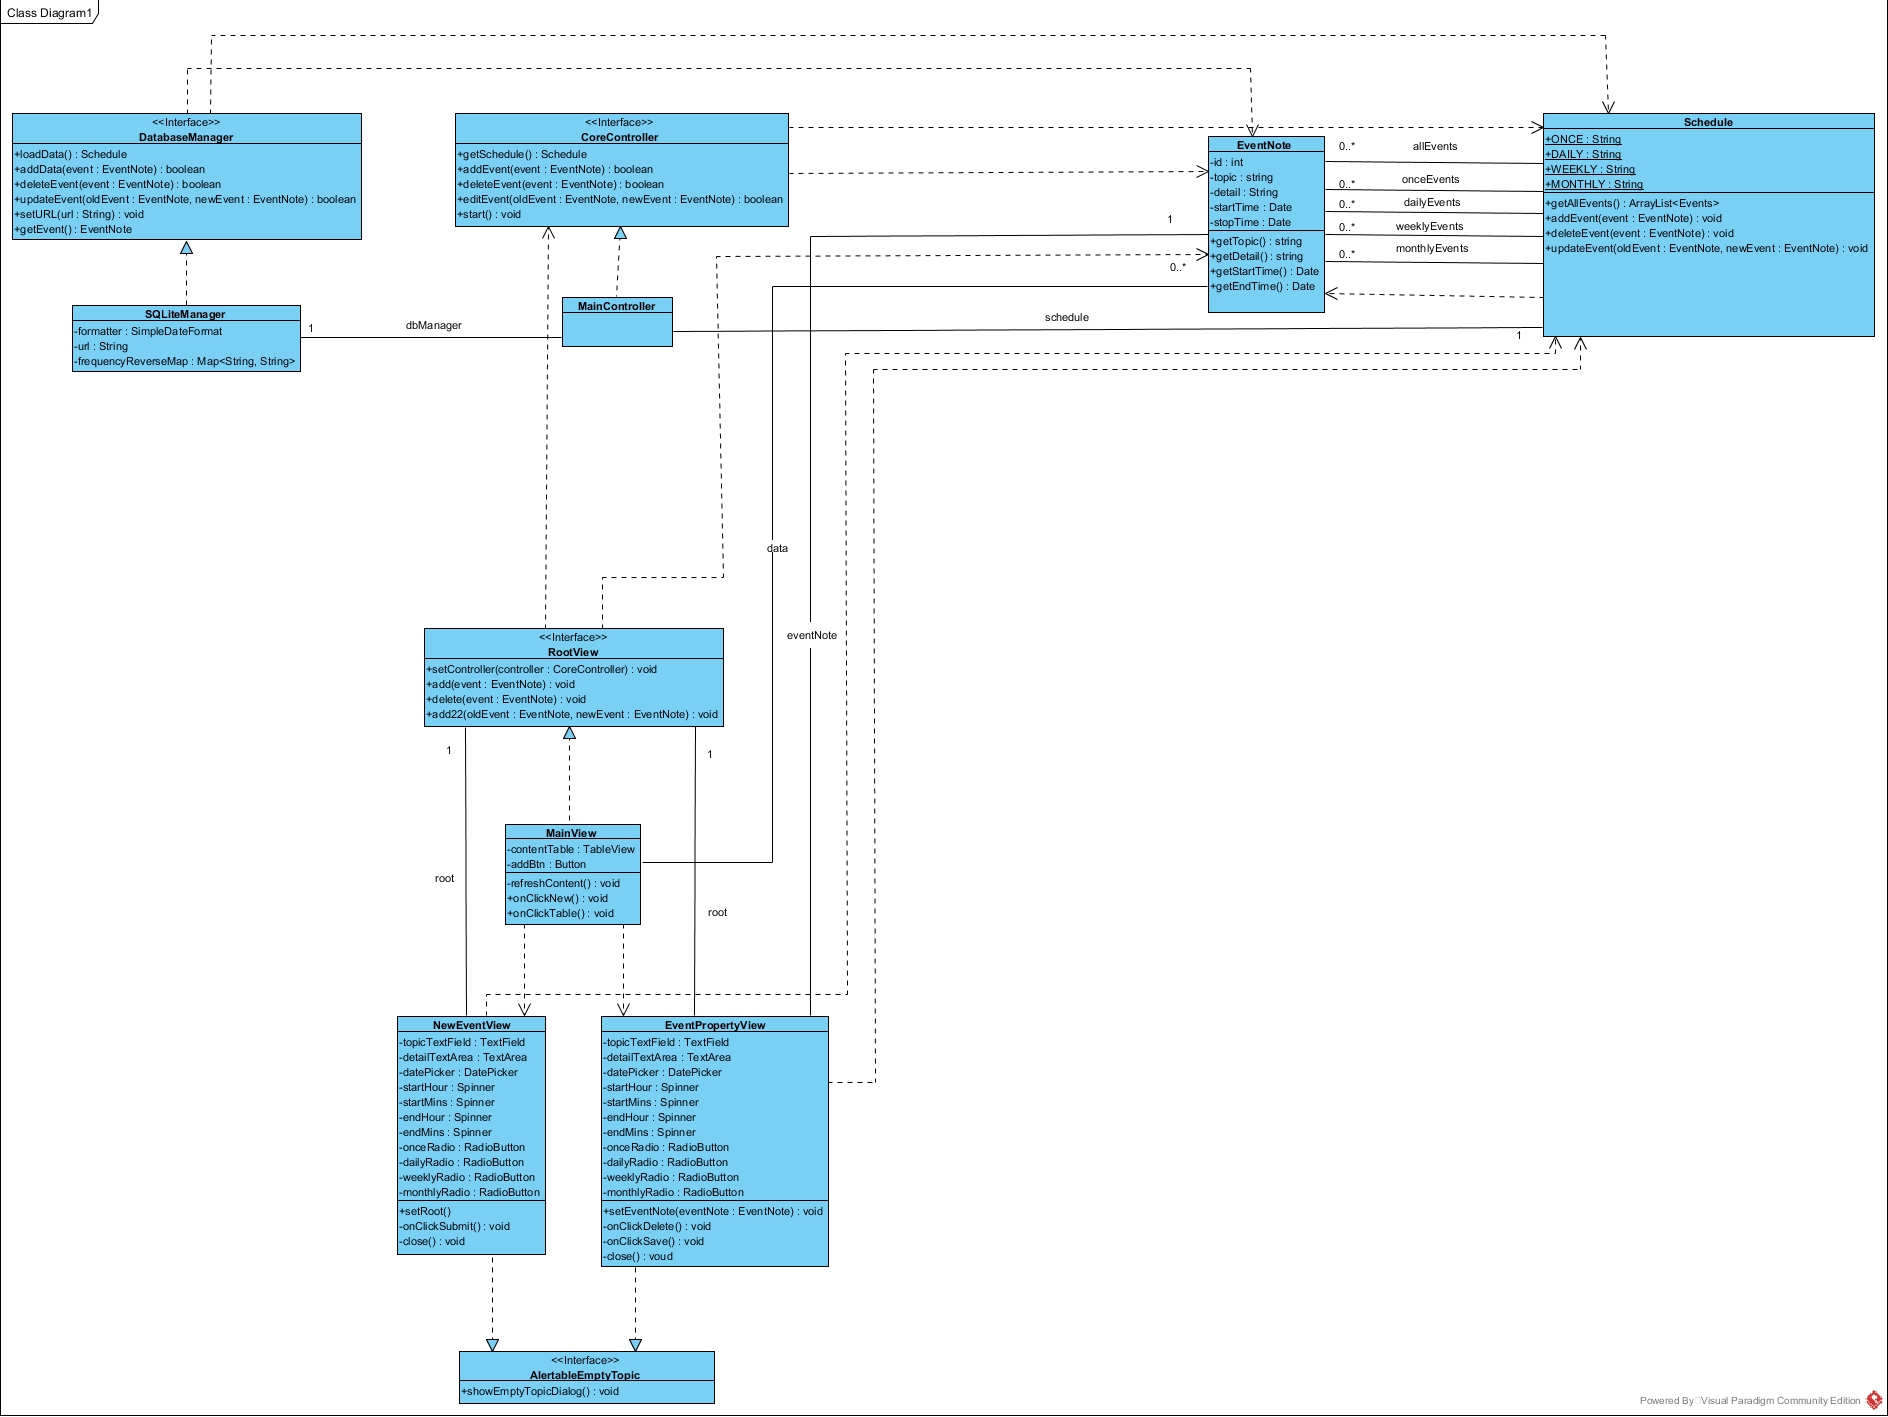 Class Diagram1
<<Interface>>
DatabaseManager
+loadData() : Schedule
+addData(event : EventNote) : boolean
+deleteEvent(event : EventNote) : boolean
+updateEvent(oldEvent : EventNote, newEvent : EventNote) : boolean
+setURL(url : String) : void
+getEvent() : EventNote
<<Interface>>
CoreController
+getSchedule() : Schedule
+addEvent(event : EventNote) : boolean
+deleteEvent(event : EventNote) : boolean
+editEvent(oldEvent : EventNote, newEvent : EventNote) : boolean
+start() : void
EventNote
-id : int
-topic : string
-detail : String
-startTime : Date
-stopTime : Date
+getTopic() : string
+getDetail() : string
+getStartTime() : Date
+getEndTime() : Date
0..*
allEvents
0..*
onceEvents
0..*
dailyEvents
0..*
weeklyEvents
0..*
monthlyEvents
Schedule
+ONCE : String
+DAILY : String
+WEEKLY : String
+MONTHLY : String
+getAllEvents() : ArrayList<Events>
+addEvent(event : EventNote) : void
+deleteEvent(event : EventNote) : void
+updateEvent(oldEvent : EventNote, newEvent : EventNote) : void
1
0..*
SQLiteManager
-formatter : SimpleDateFormat
-url : String
-frequencyReverseMap : Map<String, String>
1
dbManager
MainController
schedule
1
data
eventNote
<<Interface>>
RootView
+setController(controller : CoreController) : void
+add(event : EventNote) : void
+delete(event : EventNote) : void
+add22(oldEvent : EventNote, newEvent : EventNote) : void
1
1
MainView
-contentTable : TableView
-addBtn : Button
-refreshContent() : void
+onClickNew() : void
+onClickTable() : void
root
root
NewEventView
-topicTextField : TextField
-detailTextArea : TextArea
-datePicker : DatePicker
-startHour : Spinner
-startMins : Spinner
-endHour : Spinner
-endMins : Spinner
-onceRadio : RadioButton
-dailyRadio : RadioButton
-weeklyRadio : RadioButton
-monthlyRadio : RadioButton
+setRoot()
-onClickSubmit() : void
-close() : void
EventPropertyView
-topicTextField : TextField
-detailTextArea : TextArea
-datePicker : DatePicker
-startHour : Spinner
-startMins : Spinner
-endHour : Spinner
-endMins : Spinner
-onceRadio : RadioButton
-dailyRadio : RadioButton
-weeklyRadio : RadioButton
-monthlyRadio : RadioButton
+setEventNote(eventNote : EventNote) : void
-onClickDelete() : void
-onClickSave() : void
-close() : voud
<<Interface>>
AlertableEmptyTopic
+showEmptyTopicDialog() : void
Powered By Visual Paradigm Community Edition